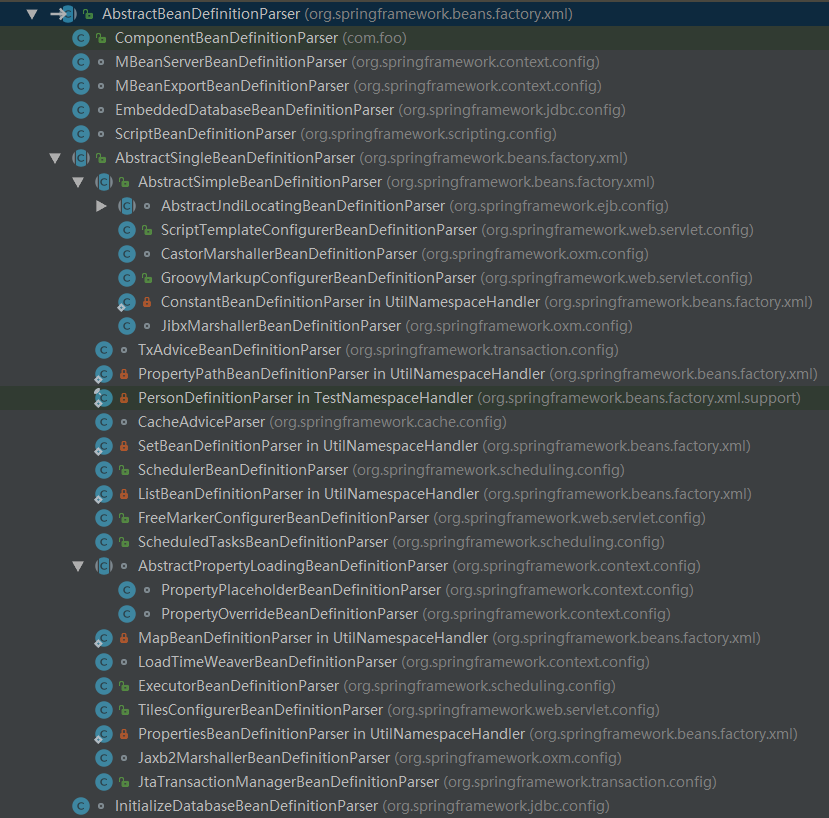 AbstractBeanDefinitionParser (org.springframework.beans.factory.xml)
ComponentBeanDefinitionParser (com.foo)
MBeanServerBeanDefinitionParser (org.springframework.context.config)
MBeanExportBeanDefinitionParser (org.springframework.context.config)
EmbeddedDatabaseBeanDefinitionParser (org.springframework.jdbc.config)
ScriptBeanDefinitionParser (org.springframework.scripting.config)
AbstractSingleBeanDefinitionParser (org.springframework.beans.factory.xml)
AbstractSimpleBeanDefinitionParser (org.springframework.beans.factory.xml)
AbstractJndiLocatingBeanDefinitionParser (org.springframework.ejb.config)
ScriptTemplateConfigurerBeanDefinitionParser (org.springframework.web.servlet.config)
CastorMarshallerBeanDefinitionParser (org.springframework.oxm.config)
GroovyMarkupConfigurerBeanDefinitionParser (org.springframework.web.servlet.config)
ConstantBeanDefinitionParser in UtilNamespaceHandler (org.springframework.beans.factory.xml)
JibxMarshallerBeanDefinitionParser (org.springframework.oxm.config)
TxAdviceBeanDefinitionParser (org.springframework.transaction.config)
PropertyPathBeanDefinitionParser in UtilNamespaceHandler (org.springframework.beans.factory.xml)
PersonDefinitionParser in TestNamespaceHandler (org.springframework.beans.factory.xml.support)
CacheAdviceParser (org.springframework.cache.config)
SetBeanDefinitionParser in UtilNamespaceHandler (org.springframework.beans.factory.xml)
SchedulerBeanDefinitionParser (org.springframework.scheduling.config)
ListBeanDefinitionParser in UtilNamespaceHandler (org.springframework.beans.factory.xml)
FreeMarkerConfigurerBeanDefinitionParser (org.springframework.web.servlet.config)
ScheduledTasksBeanDefinitionParser (org.springframework.scheduling.config)
AbstractPropertyLoadingBeanDefinitionParser (org.springframework.context.config)
PropertyPlaceholderBeanDefinitionParser (org.springframework.context.config)
PropertyOverrideBeanDefinitionParser (org.springframework.context.config)
MapBeanDefinitionParser in UtilNamespaceHandler (org.springframework.beans.factory.xml)
LoadTimeWeaverBeanDefinitionParser (org.springframework.context.config)
ExecutorBeanDefinitionParser (org.springframework.scheduling.config)
TilesConfigurerBeanDefinitionParser (org.springframework.web.servlet.config)
PropertiesBeanDefinitionParser in UtilNamespaceHandler (org.springframework.beans.factory.xml)
Jaxb2MarshallerBeanDefinitionParser (org.springframework.oxm.config)
JtaTransactionManagerBeanDefinitionParser (org.springframework.transaction.config)
InitializeDatabaseBeanDefinitionParser (org.springframework.jdbc.config)